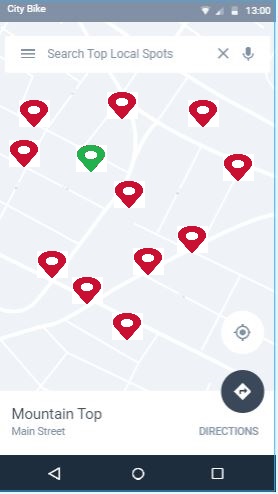 City Bike 13:00
Search Top Local Spots
Mountain Top
Main Street DIRECTIONS